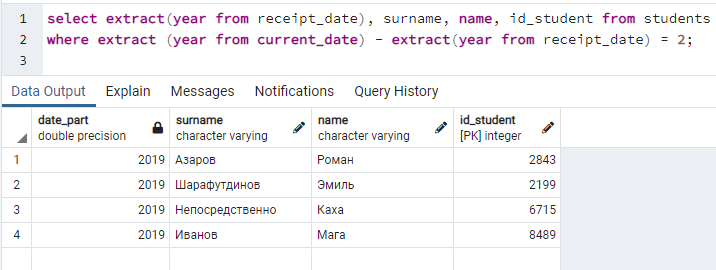 1 select extract(year from receipt_date), surname, name, id_student from students
2 where extract (year from current_date) - extract(year from receipt_date) = 2;
3
Data Output Explain Messages Notifications Query History
date_part surname name id_student
double precision character varying character varying [PK] integer
1 2019 Азаров Роман 2843
2 2019 Шарафутдинов Эмиль 2199
3 2019 Непосредственно Каха 6715
4 2019 Иванов Мага 8489